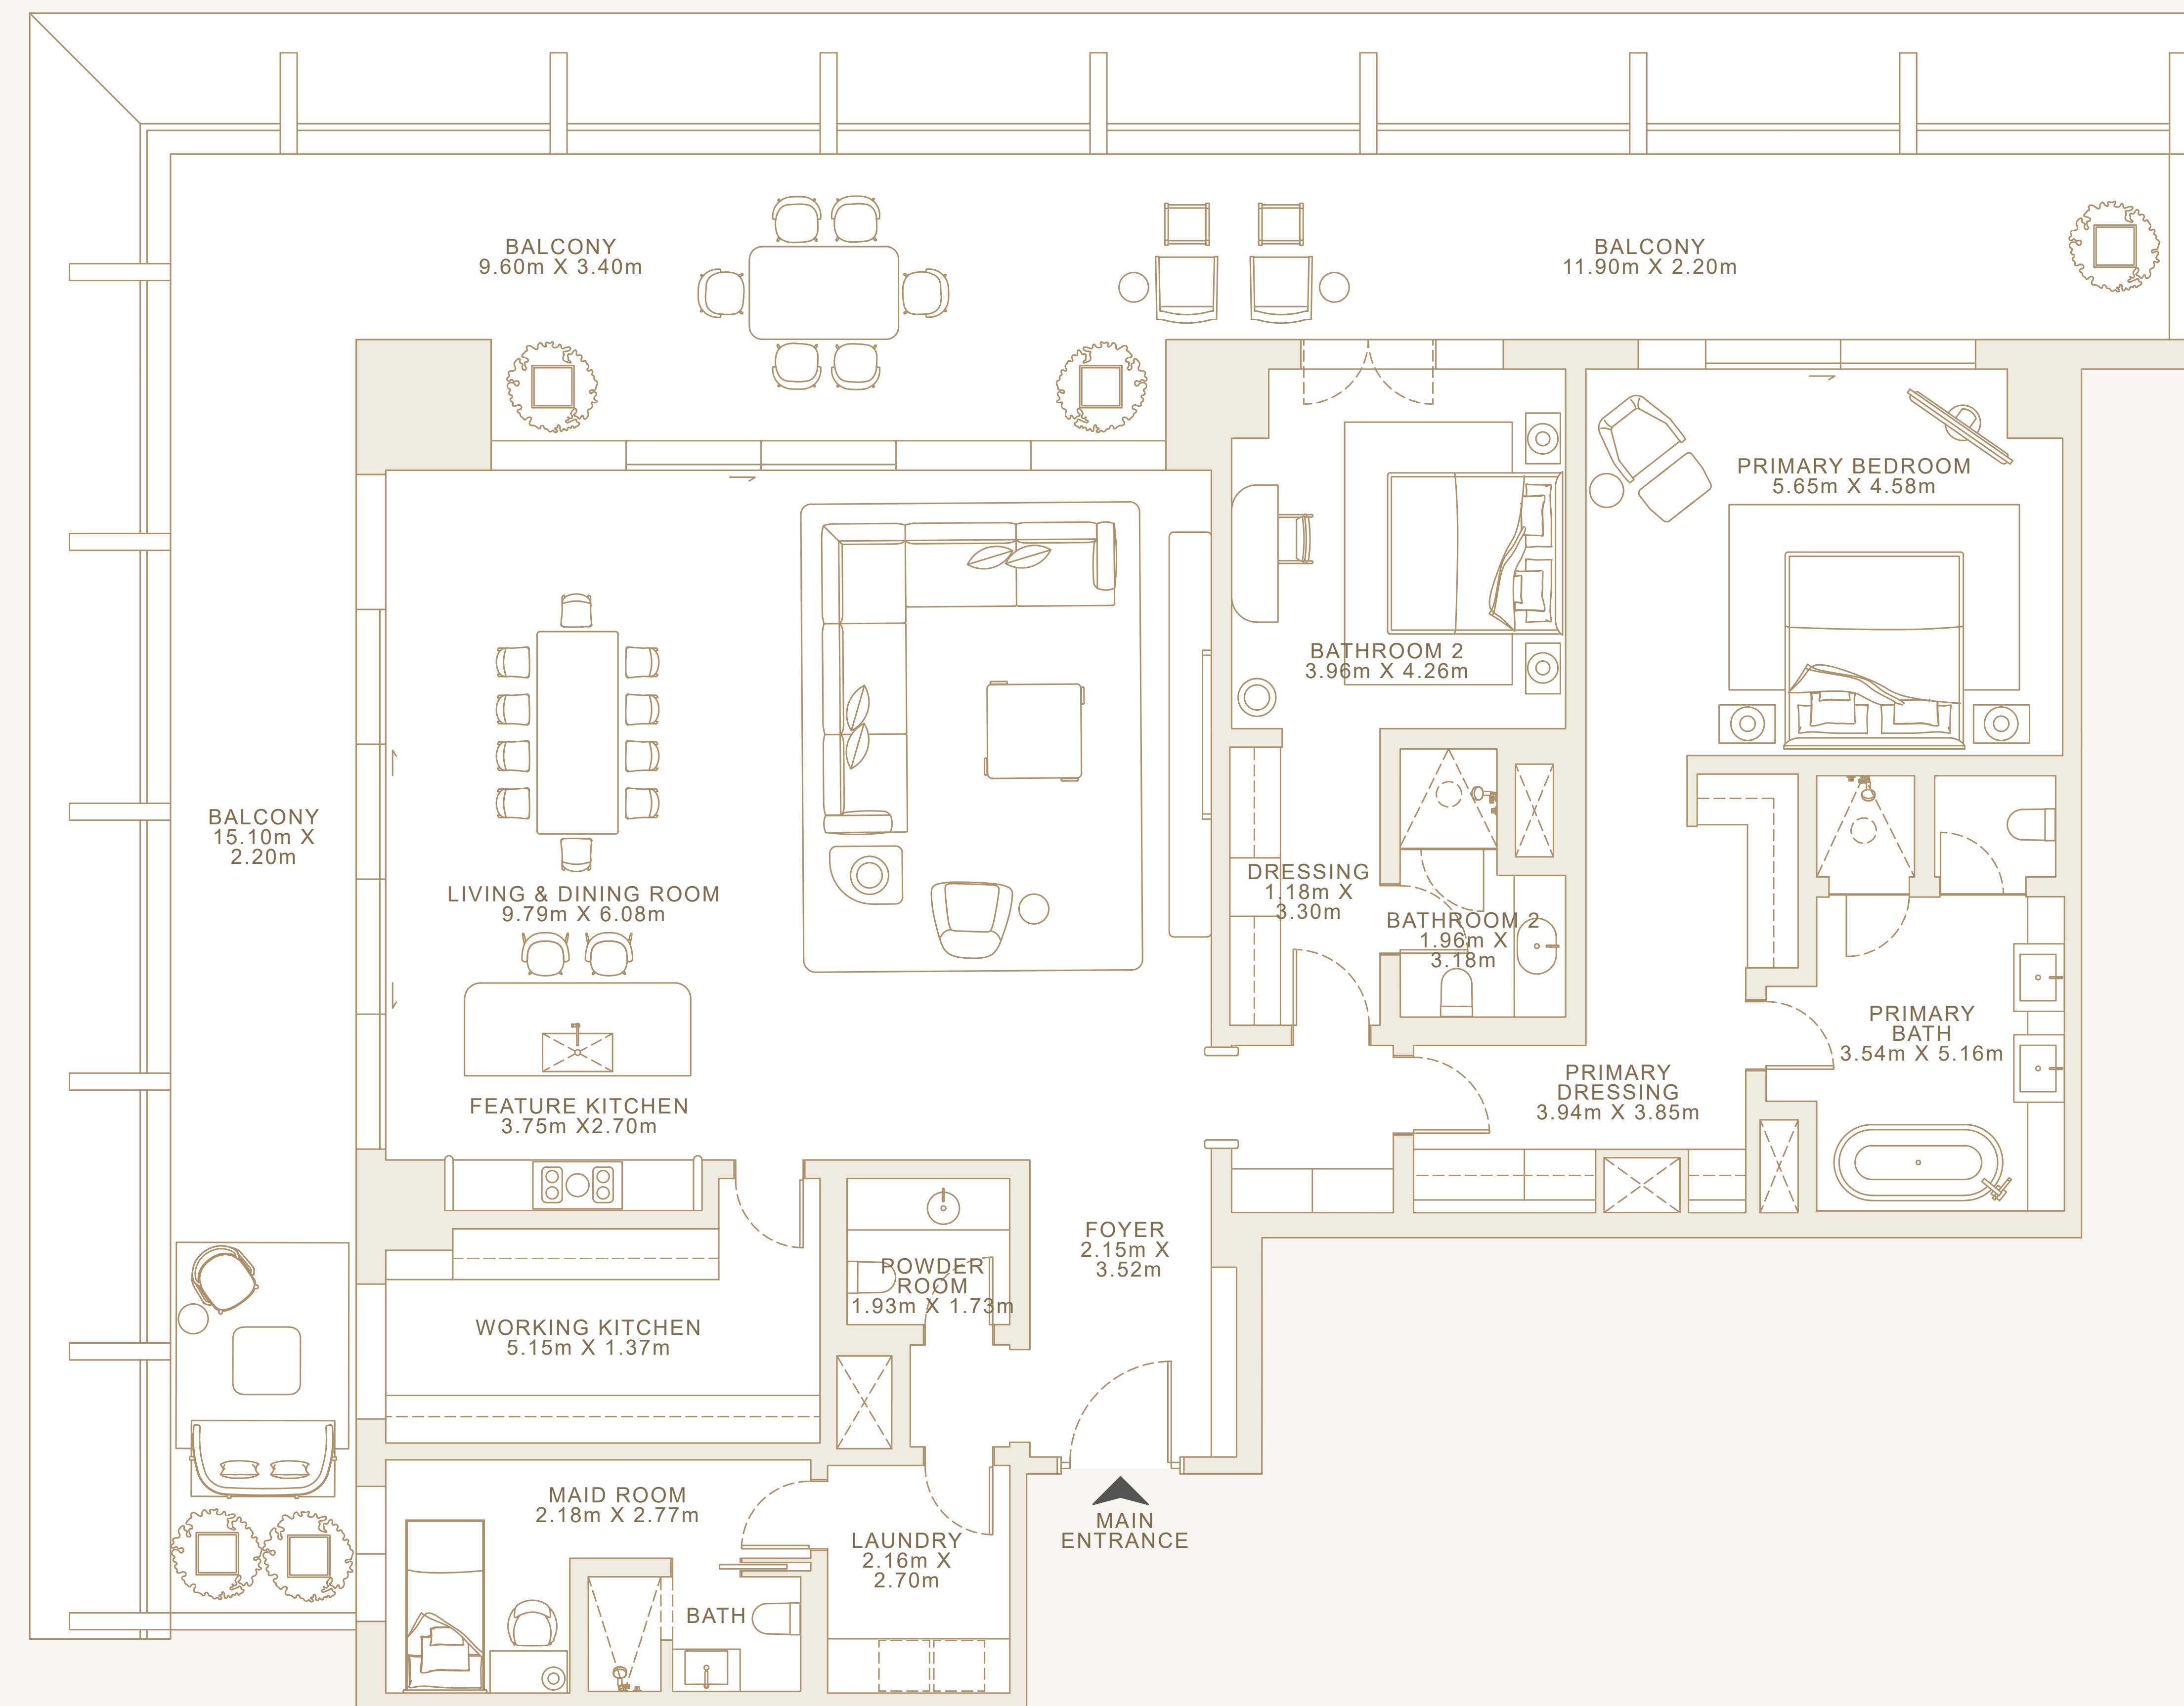 BALCONY
9.60m X 3.40m
BALCONY
11.90m X 2.20m
PRIMARY BEDROOM
5.65m X 4.58m
BATHROOM 2
3.96m X 4.26m
BALCONY
15.10m X
2.20m
LIVING & DINING ROOM
9.79m X 6.08m
DRESSING
1.18m X
3.30m
BATHROOM 2
1.96m X
3.18m
PRIMARY
BATH
3.54m X 5.16m
PRIMARY
DRESSING
3.94m X 3.85m
FEATURE KITCHEN
3.75m X2.70m
FOYER
2.15m X
3.52m
POWDER
ROOM
1.93m X 1.73m
WORKING KITCHEN
5.15m X 1.37m
MAID ROOM
2.18m X 2.77m
LAUNDRY
2.16m X
2.70m
MAIN
ENTRANCE
BATH